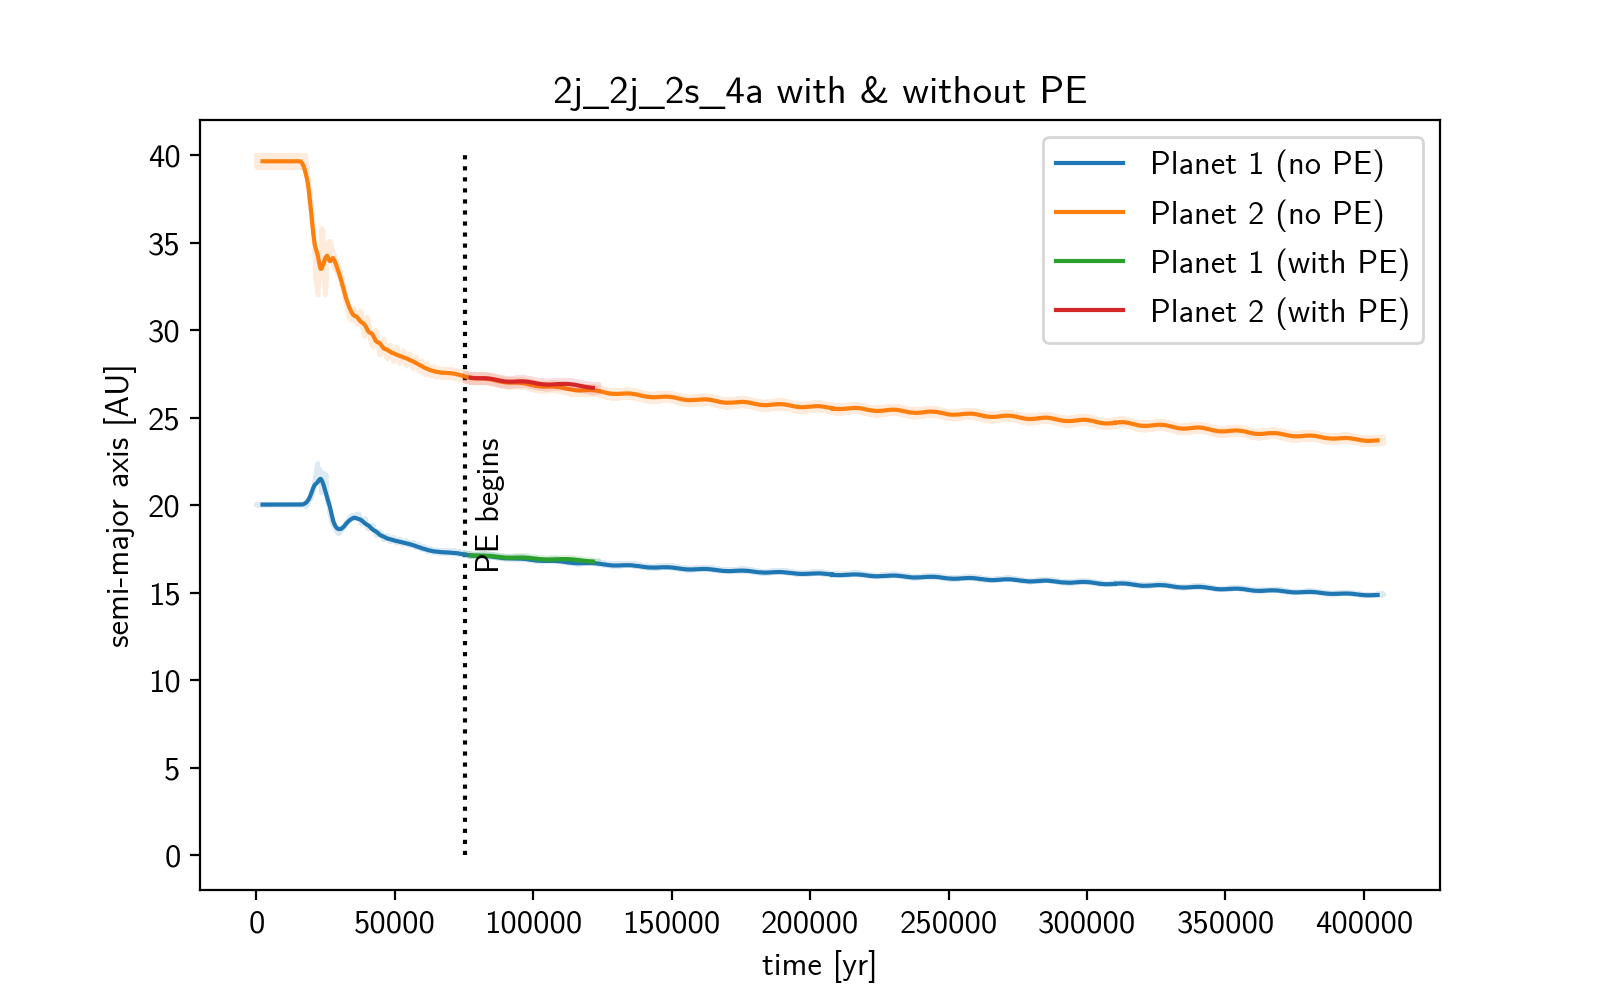 2j_2j_2s_4a with & without PE
Planet 1 (no PE)
Planet 2 (no PE)
Planet 1 (with PE)
Planet 2 (with PE)
40
35
30
25
20
15
10
5
0
semi-major axis [AU]
PE begins
0
50000
100000
150000
200000
250000
300000
350000
400000
time [yr]